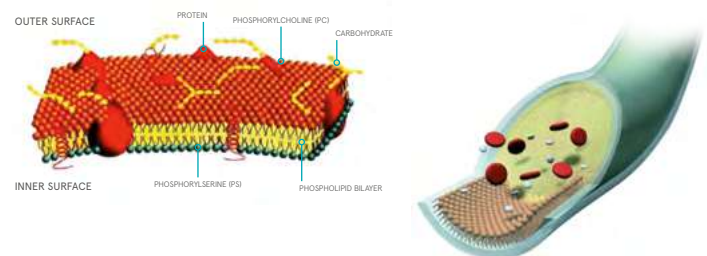 OUTER SURFACE
PROTEIN
PHOSPHORYLCHOLINE (PC)
CARBOHYDRATE
INNER SURFACE
PHOSPHORYLSERINE (PS)
PHOSPHOLIPID BILAYER